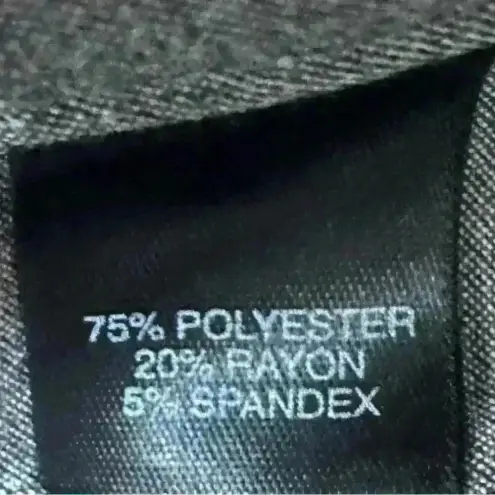 75% POLYESTER
20% RAYON
5% SPANDEX